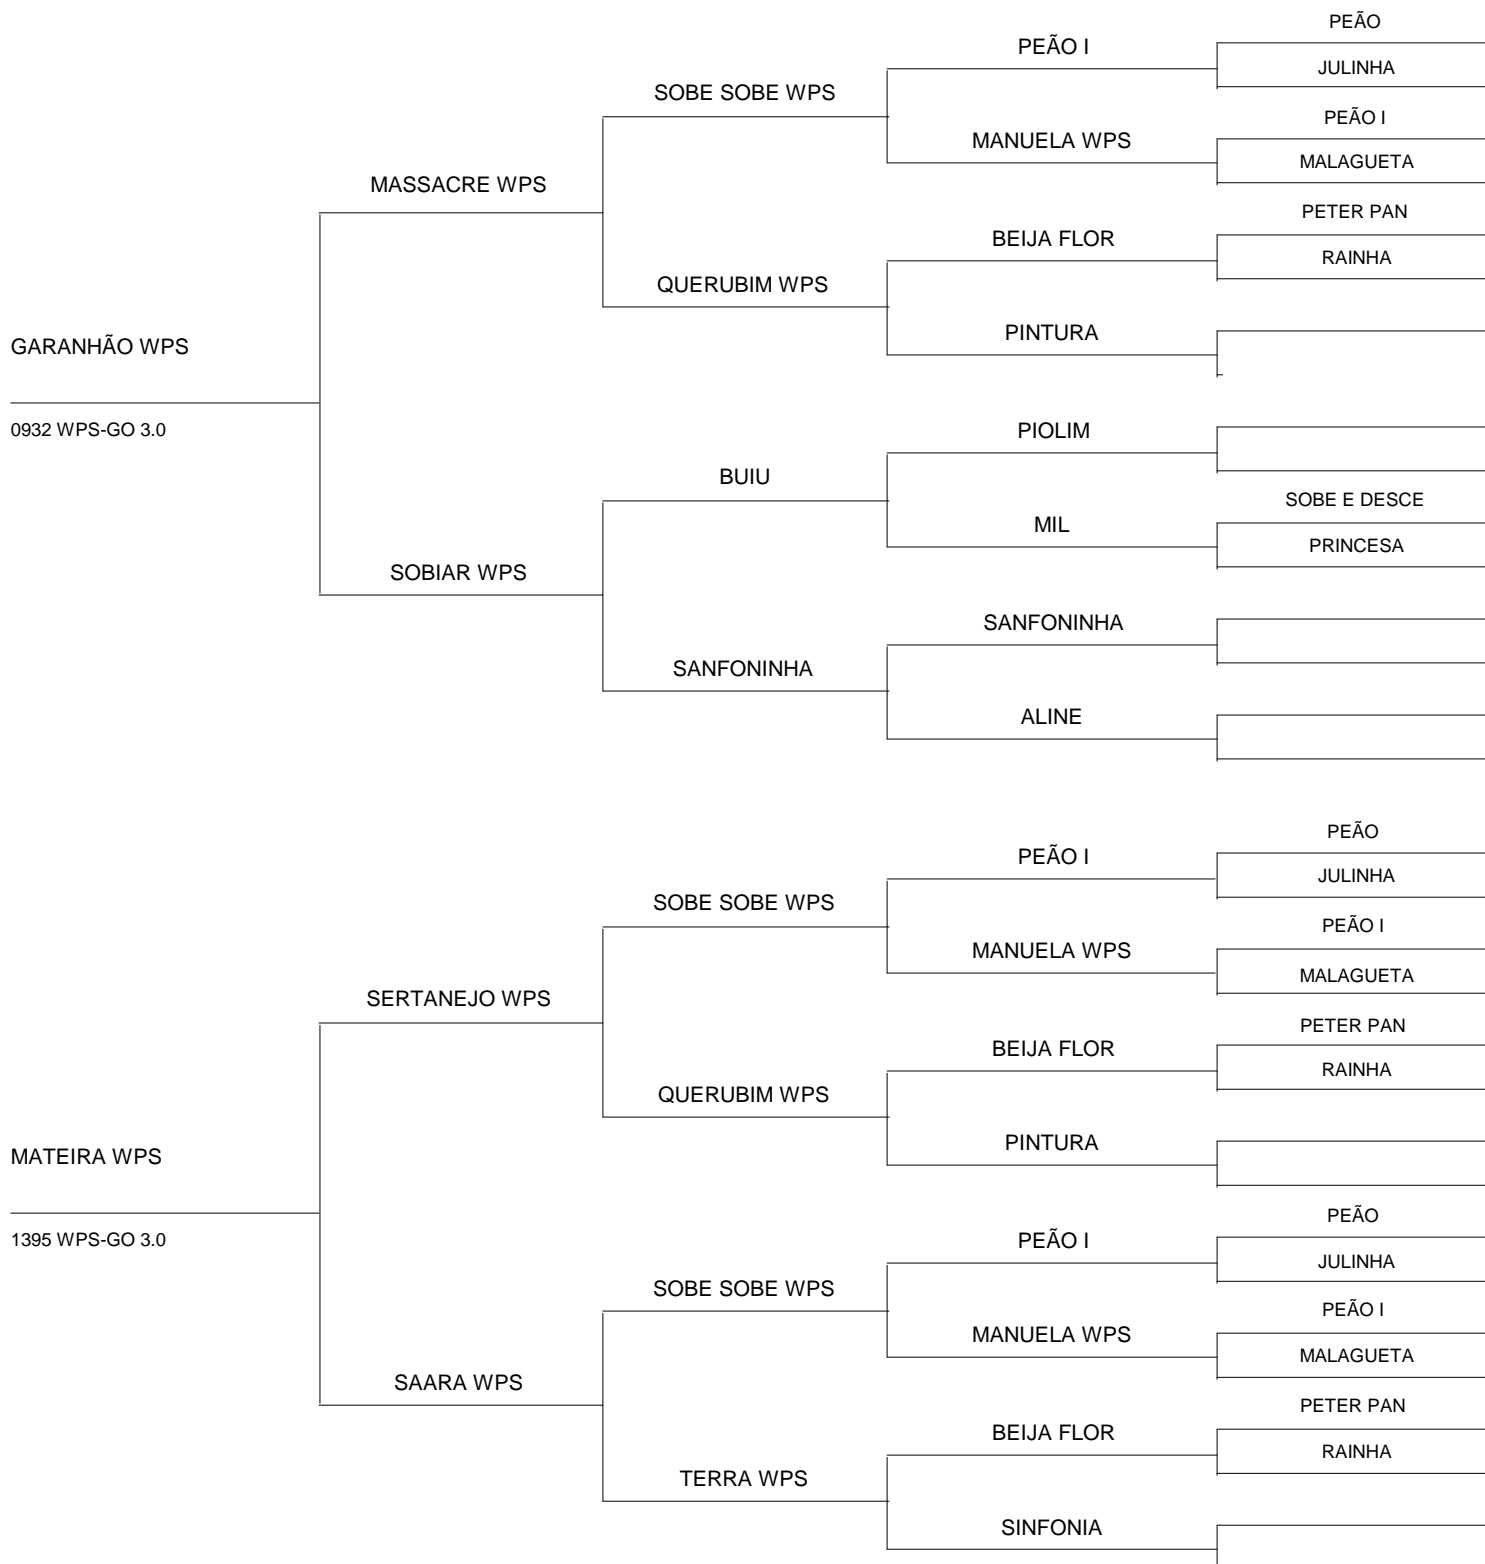 PEÃO
PEÃO I
JULINHA
SOBE SOBE WPS
PEÃO I
MANUELA WPS
MALAGUETA
MASSACRE WPS
PETER PAN
BEIJA FLOR
RAINHA
QUERUBIM WPS
PINTURA
GARANHÃO WPS
0932 WPS-GO 3.0
PIOLIM
BUIU
SOBE E DESCE
MIL
PRINCESA
SOBIAR WPS
SANFONINHA
SANFONINHA
ALINE
PEÃO
PEÃO I
JULINHA
SOBE SOBE WPS
PEÃO I
MANUELA WPS
MALAGUETA
SERTANEJO WPS
PETER PAN
BEIJA FLOR
RAINHA
QUERUBIM WPS
PINTURA
MATEIRA WPS
1395 WPS-GO 3.0
PEÃO
PEÃO I
JULINHA
SOBE SOBE WPS
PEÃO I
MANUELA WPS
MALAGUETA
SAARA WPS
PETER PAN
BEIJA FLOR
RAINHA
TERRA WPS
SINFONIA